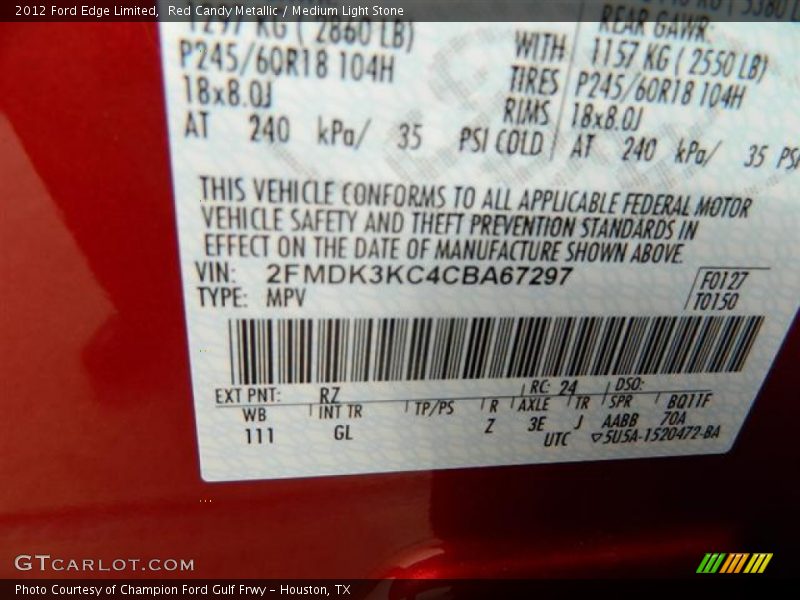 2012 Ford Edge Limited,  Red Candy Metallic / Medium Light Stone
REAR GAWR:
1297 KG ( 2860 LB) WITH 1157 KG ( 2550 LB)
P245/60R18 104H TIRES P245/60R18 104H
18x8.0J RIMS 18x8.0J
AT 240 kPa/ 35 PSI COLD AT 240 kPa/ 35 PSI
THIS VEHICLE CONFORMS TO ALL APPLICABLE FEDERAL MOTOR
VEHICLE SAFETY AND THEFT PREVENTION STANDARDS IN
EFFECT ON THE DATE OF MANUFACTURE SHOWN ABOVE.
VIN: 2FMDK3KC4CBA67297 F0127
TYPE: MPV T0150
EXT PNT: RZ RC: 24 DSO:
WB INT TR TP/PS R AXLE TR SPR BQ11F
111 GL Z 3E J AABB 70A
UTC ▽5U5A-1520472-BA
GTCARLOT.COM
Photo Courtesy of Champion Ford Gulf Frwy - Houston, TX